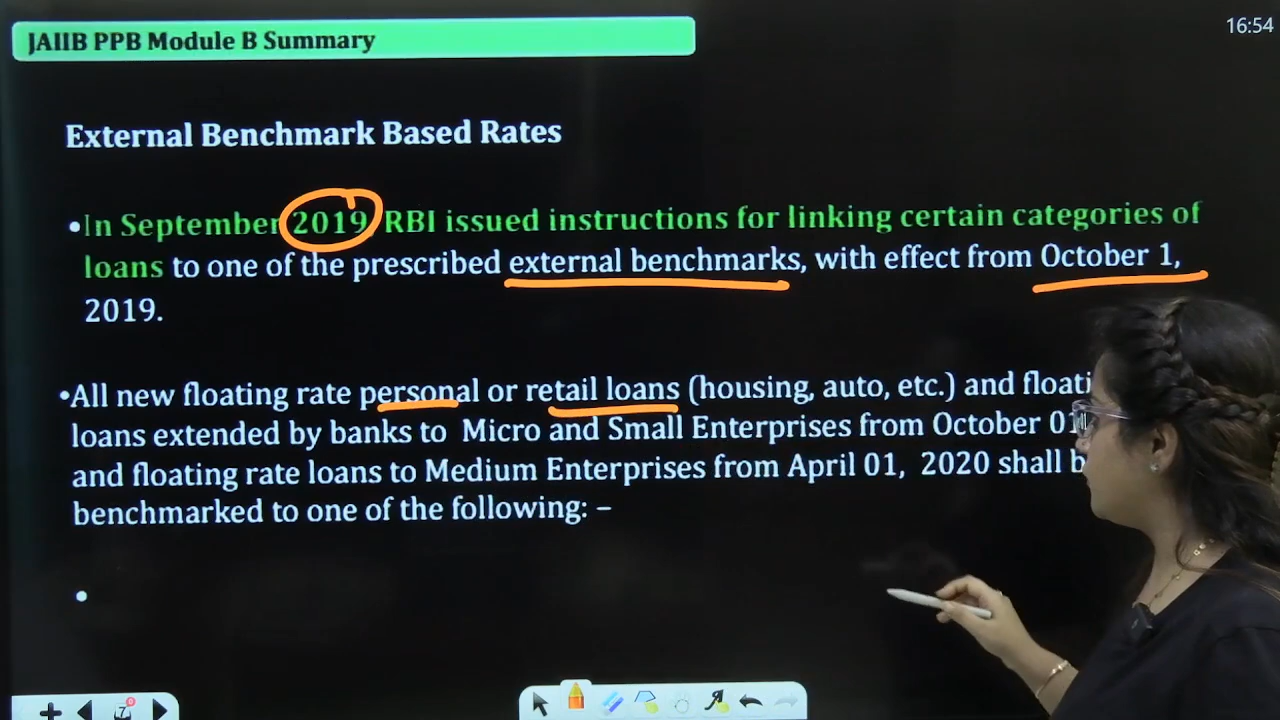 JAIIB PPB Module B Summary
16:54
External Benchmark Based Rates
•In September 2019 RBI issued instructions for linking certain categories of
loans to one of the prescribed external benchmarks, with effect from October 1,
2019.
•All new floating rate personal or retail loans (housing, auto, etc.) and
loans extended by banks to Micro and Small Enterprises from October
and floating rate loans to Medium Enterprises from April 01, 2020 shall
benchmarked to one of the following: –
•
7